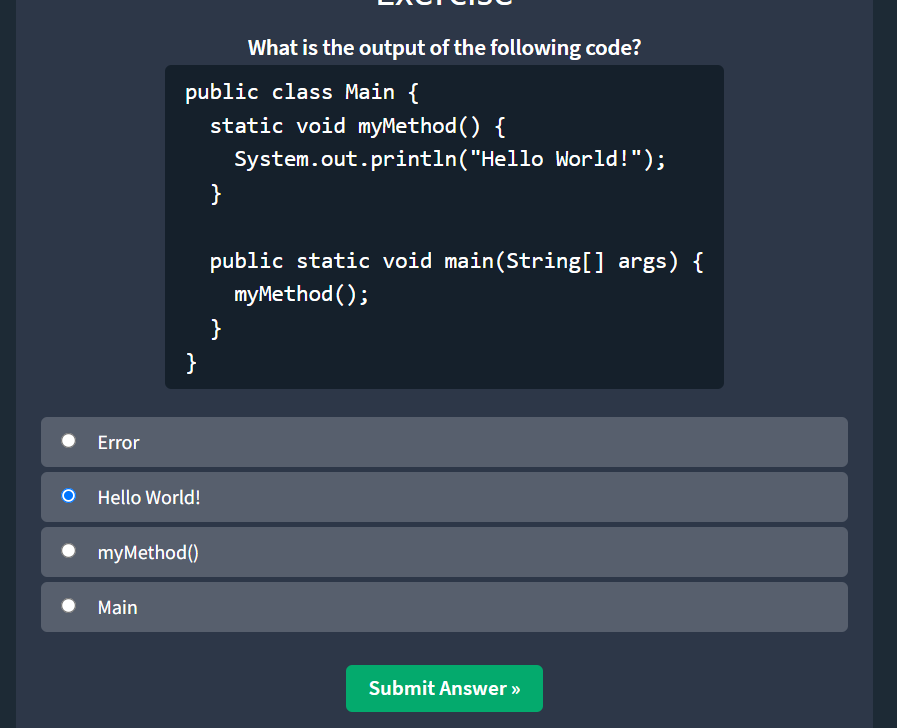 Exercise
What is the output of the following code?
public class Main {
  static void myMethod() {
    System.out.println("Hello World!");
  }

  public static void main(String[] args) {
    myMethod();
  }
}
Error
Hello World!
myMethod()
Main
Submit Answer »